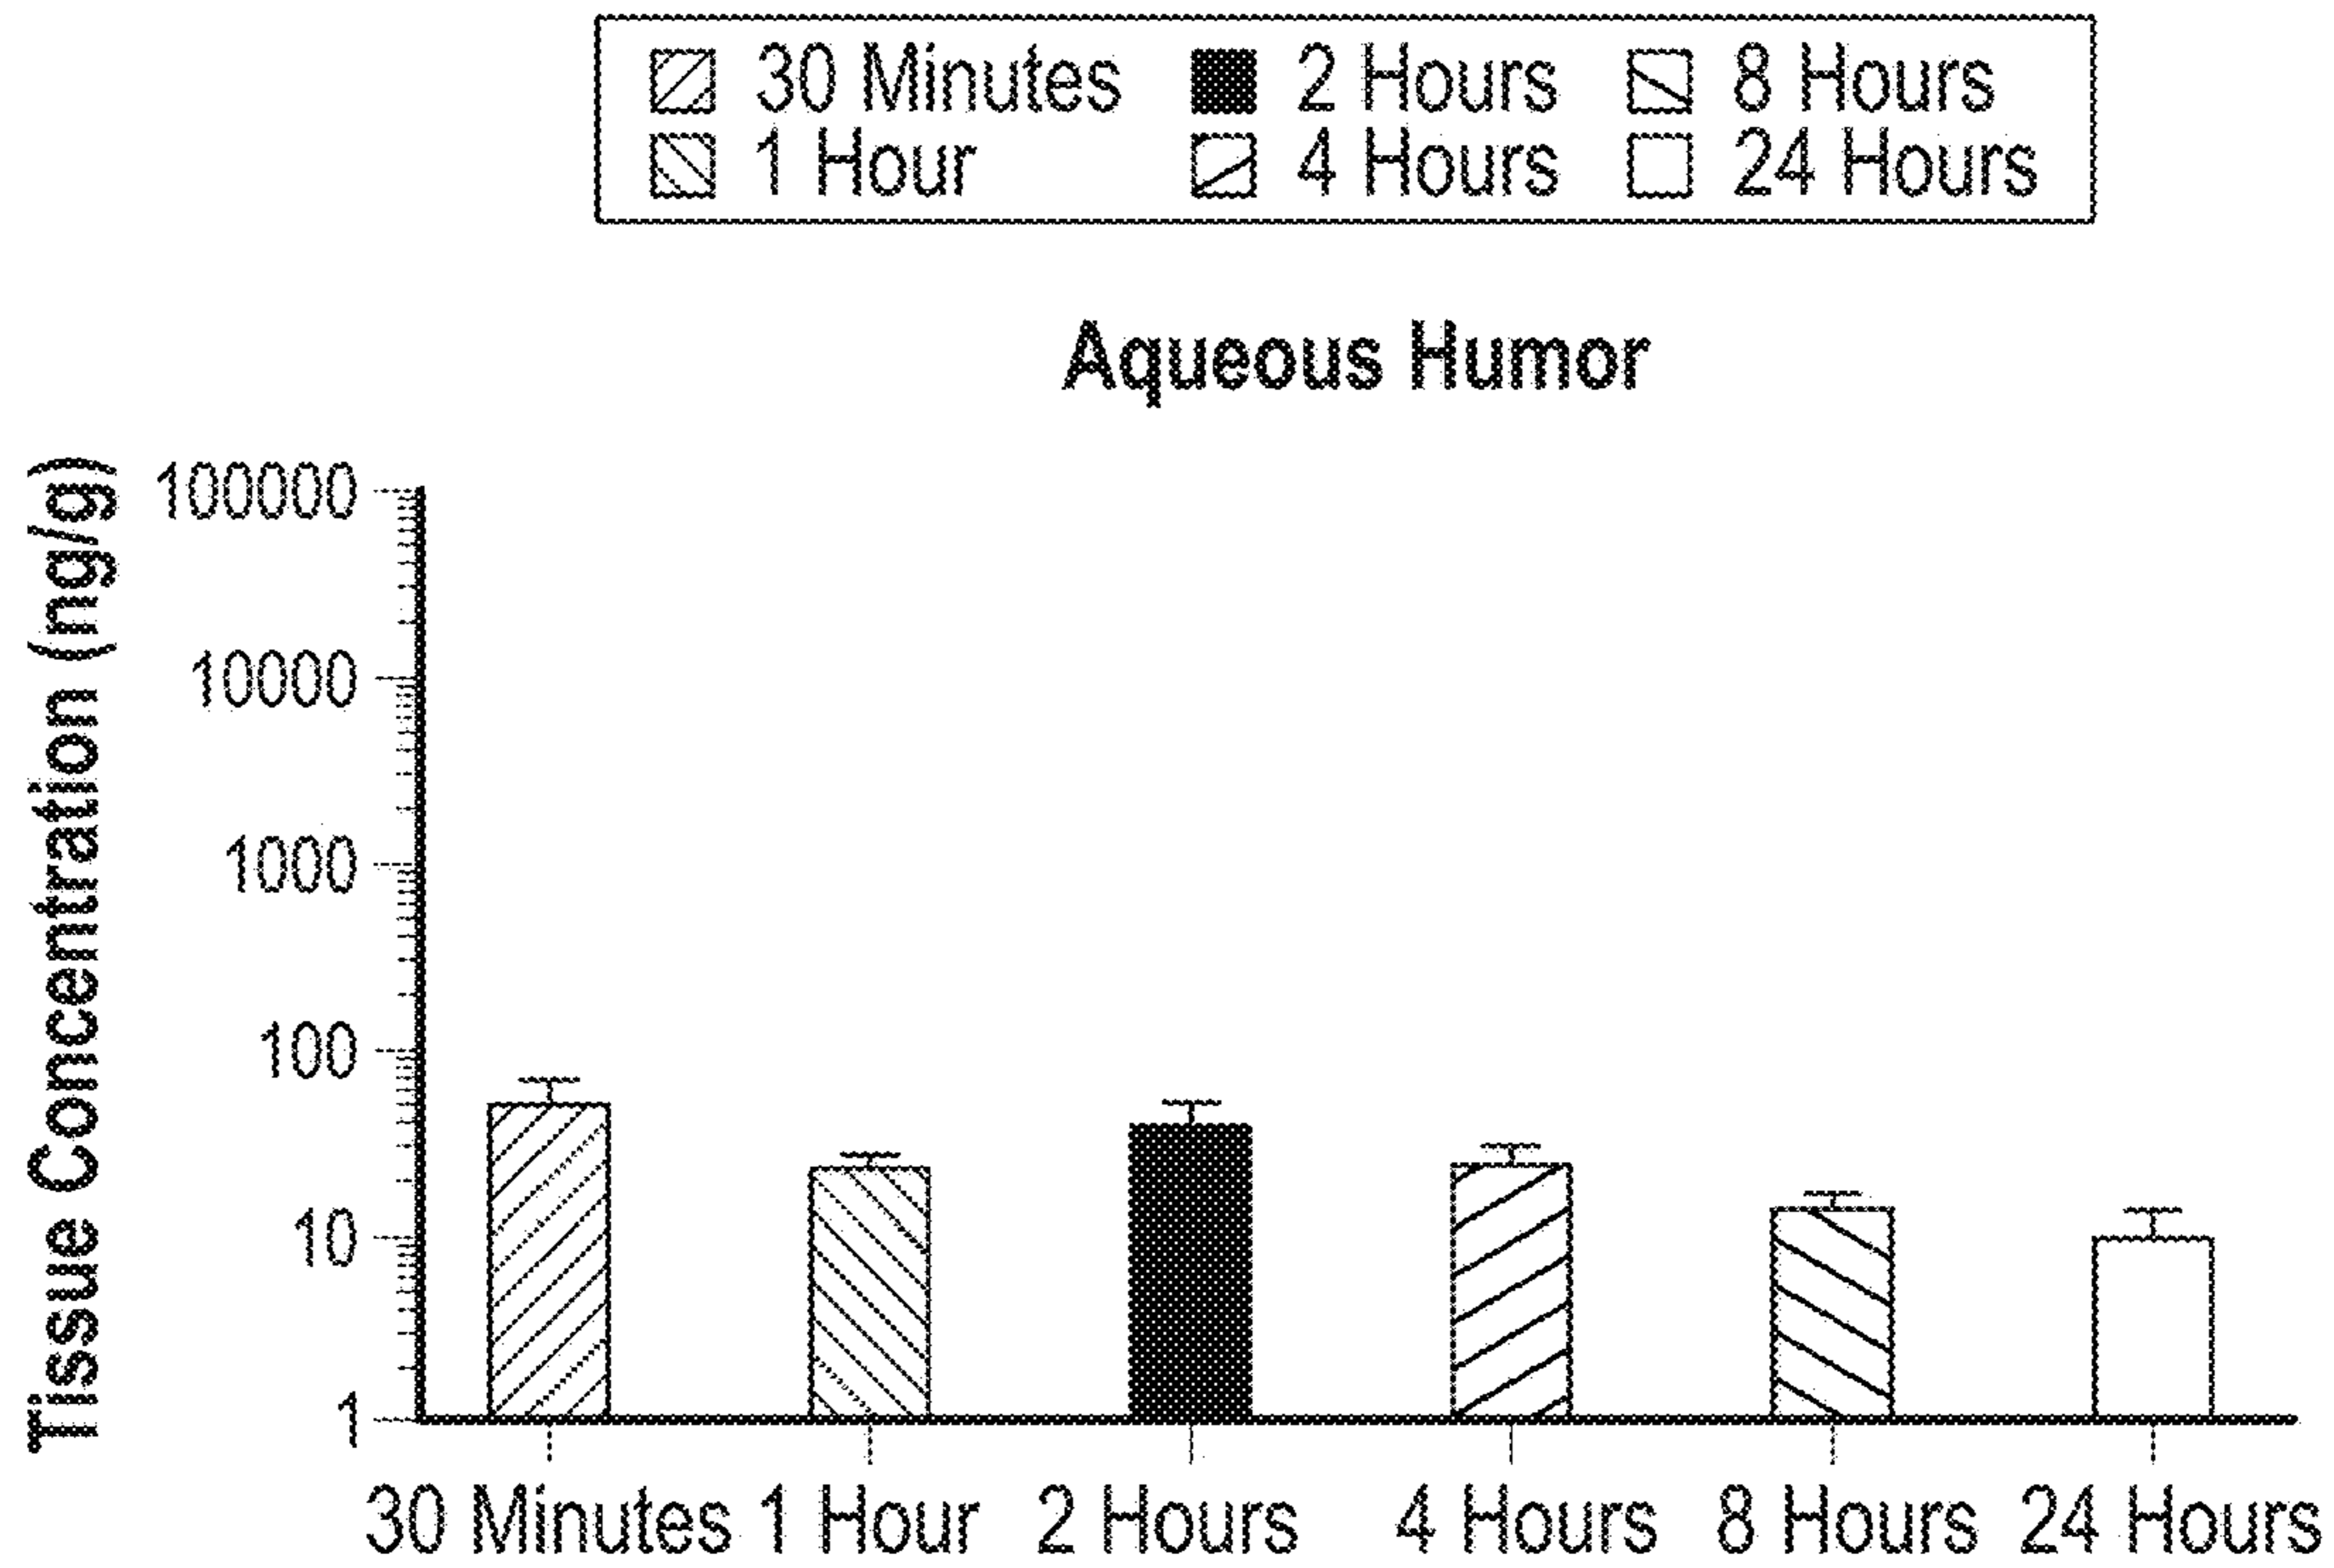 30 Minutes 2 Hours 8 Hours
1 Hour 4 Hours 24 Hours
Aqueous Humor
Tissue Concentration (ng/g)
100000
10000
1000
100
10
1
30 Minutes 1 Hour 2 Hours 4 Hours 8 Hours 24 Hours